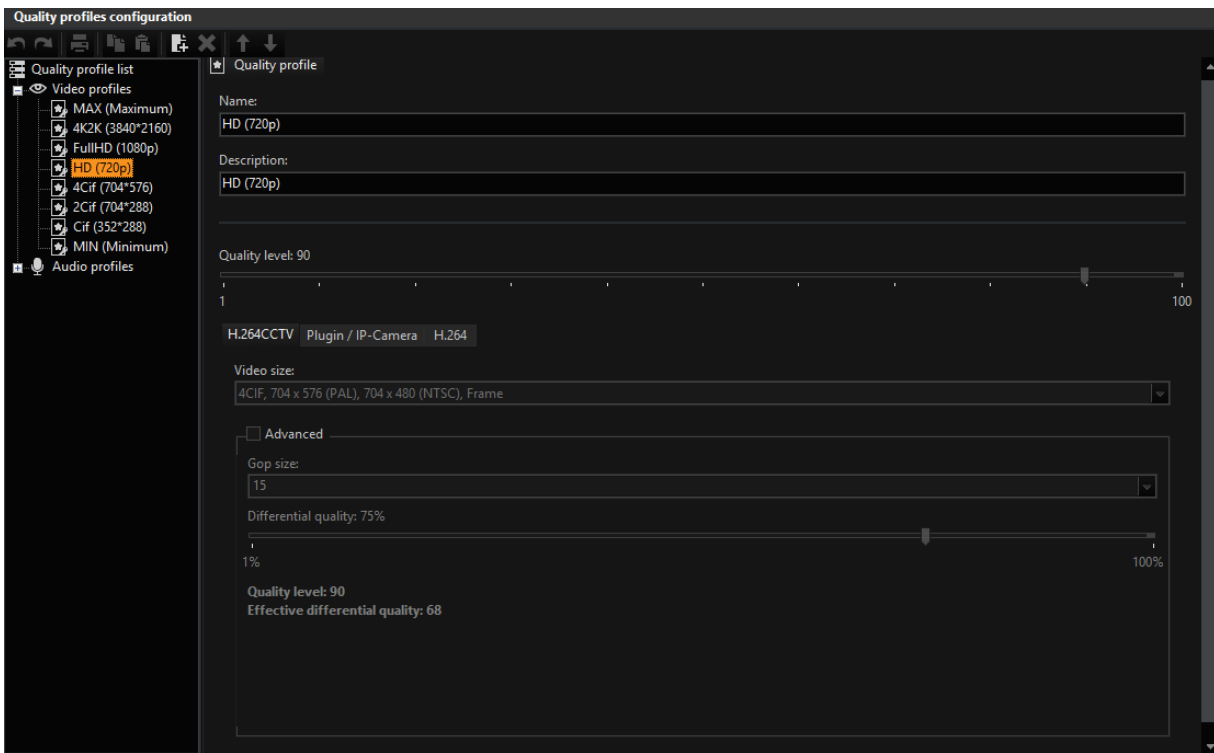 Quality profiles configuration
Quality profile list
Video profiles
MAX (Maximum)
4K2K (3840*2160)
FullHD (1080p)
HD (720p)
4Cif (704*576)
2Cif (704*288)
Cif (352*288)
MIN (Minimum)
Audio profiles
Quality profile
Name:
HD (720p)
Description:
HD (720p)
Quality level: 90
1 100
H.264CCTV Plugin / IP-Camera H.264
Video size:
4CIF, 704 x 576 (PAL), 704 x 480 (NTSC), Frame
Advanced
Gop size:
15
Differential quality: 75%
1% 100%
Quality level: 90
Effective differential quality: 68